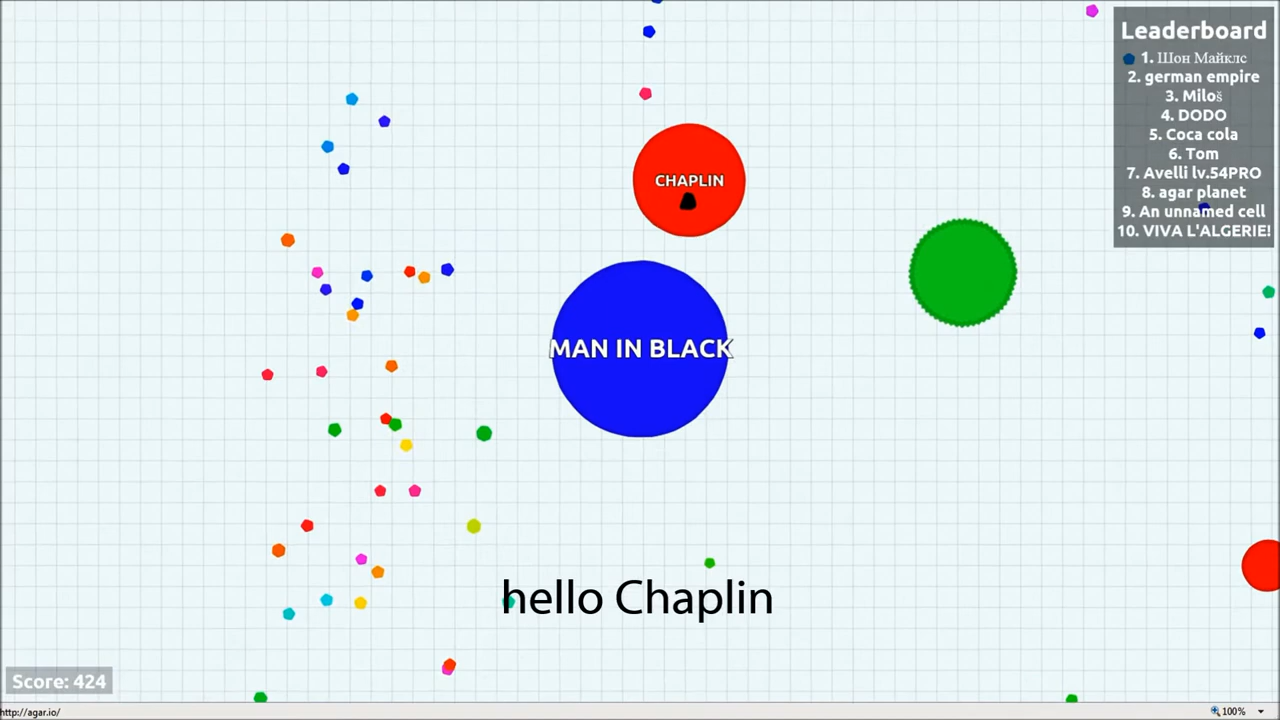 Leaderboard
1. Шон Майклс
2. german empire
3. Miloš
4. DODO
5. Coca cola
6. Tom
7. Avelli lv.54PRO
8. agar planet
9. An unnamed cell
10. VIVA L'ALGERIE!
CHAPLIN
MAN IN BLACK
hello Chaplin
Score: 424
http://agar.io/
100%